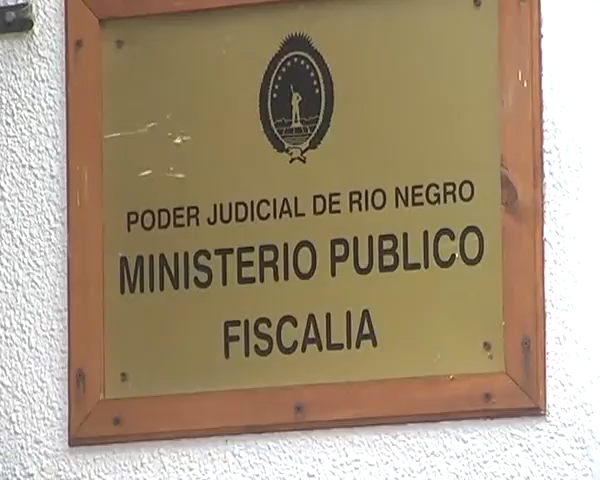 PODER JUDICIAL DE RIO NEGRO
MINISTERIO PUBLICO
FISCALIA